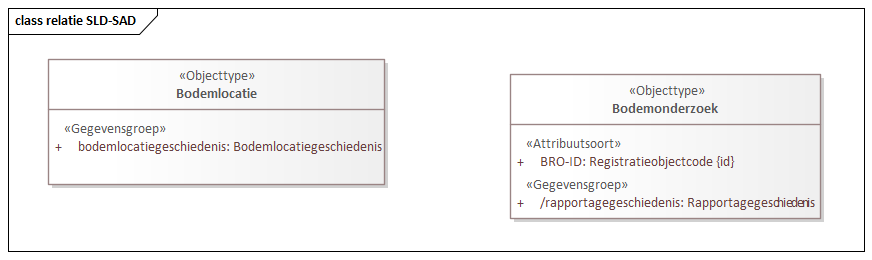 class relatie SLD-SAD
«Objecttype»
Bodemlocatie
«Gegevensgroep»
+ bodemlocatiegeschiedenis: Bodemlocatiegeschiedenis
«Objecttype»
Bodemonderzoek
«Attribuutsoort»
+ BRO-ID: Registratieobjectcode {id}
«Gegevensgroep»
+ /rapportagegeschiedenis: Rapportagegeschiedenis